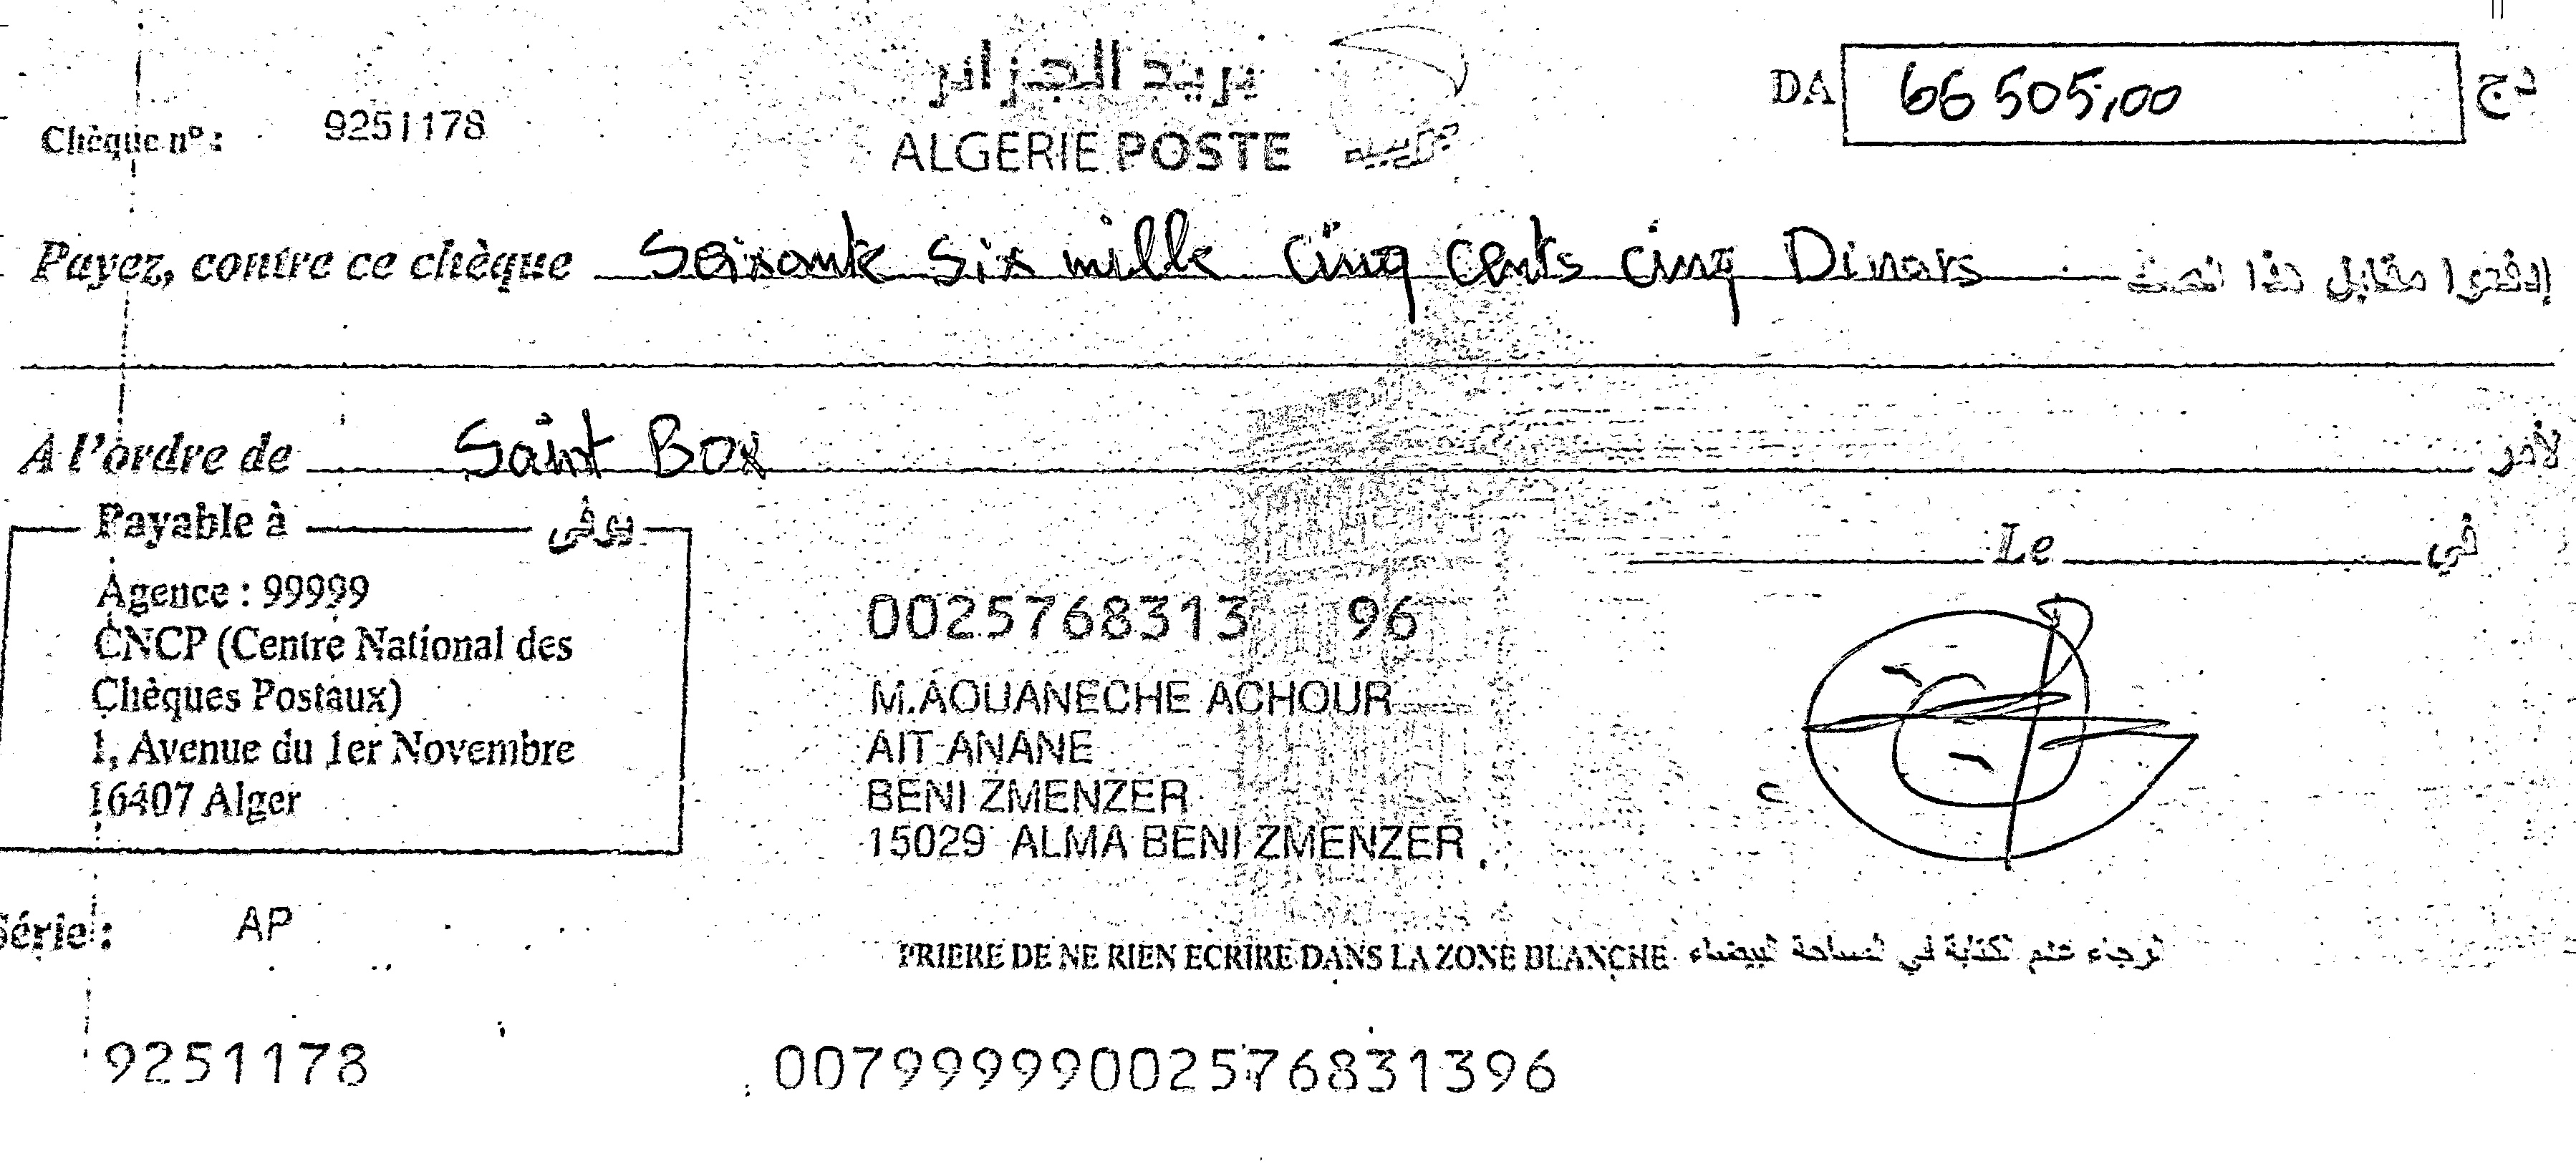 بريد الجزائر
ALGERIE POSTE
Chèque n° : 9251178
DA 66 505,00 دج
Payez, contre ce chèque Soixante six mille cinq cents cinq Dinars إدفعوا مقابل هذا الصك
A l'ordre de Saint Box لأمر
Payable à يوفى
Le في
Agence : 99999
CNCP (Centre National des
Chèques Postaux)
1, Avenue du 1er Novembre
16407 Alger
0025768313 96
M.AOUANECHE ACHOUR
AIT ANANE
BENI ZMENZER
15029 ALMA BENI ZMENZER
Série : AP
PRIERE DE NE RIEN ECRIRE DANS LA ZONE BLANCHE الرجاء عدم الكتابة في المساحة البيضاء
9251178
00799999002576831396